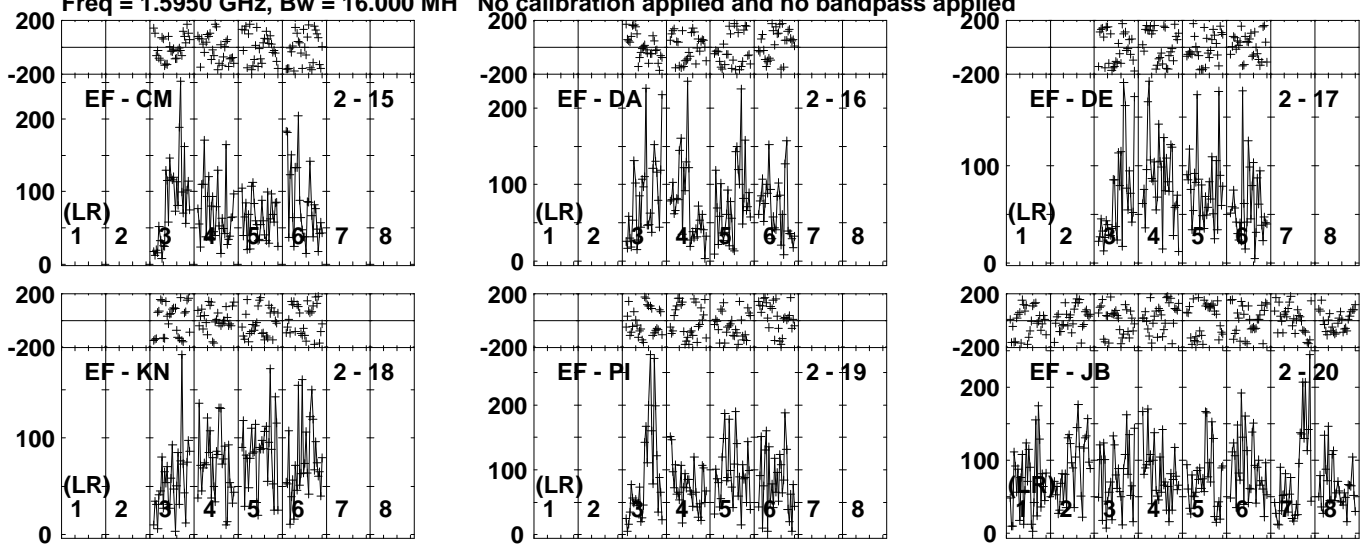 Freq = 1.5950 GHz, Bw = 16.000 MH No calibration applied and no bandpass applied
200
-200
EF - CM 2 - 15
200
100
(LR)
1 2 3 4 5 6 7 8
0
-200
200
EF - DA 2 - 16
200
100
(LR)
1 2 3 4 5 6 7 8
0
200
-200
EF - DE 2 - 17
100
(LR)
1 2 3 4 5 6 7 8
0
200
-200
EF - KN 2 - 18
100
(LR)
1 2 3 4 5 6 7 8
0
200
-200
EF - PI 2 - 19
200
100
(LR)
1 2 3 4 5 6 7 8
0
200
-200
EF - JB 2 - 20
200
100
(LR)
1 2 3 4 5 6 7 8
0